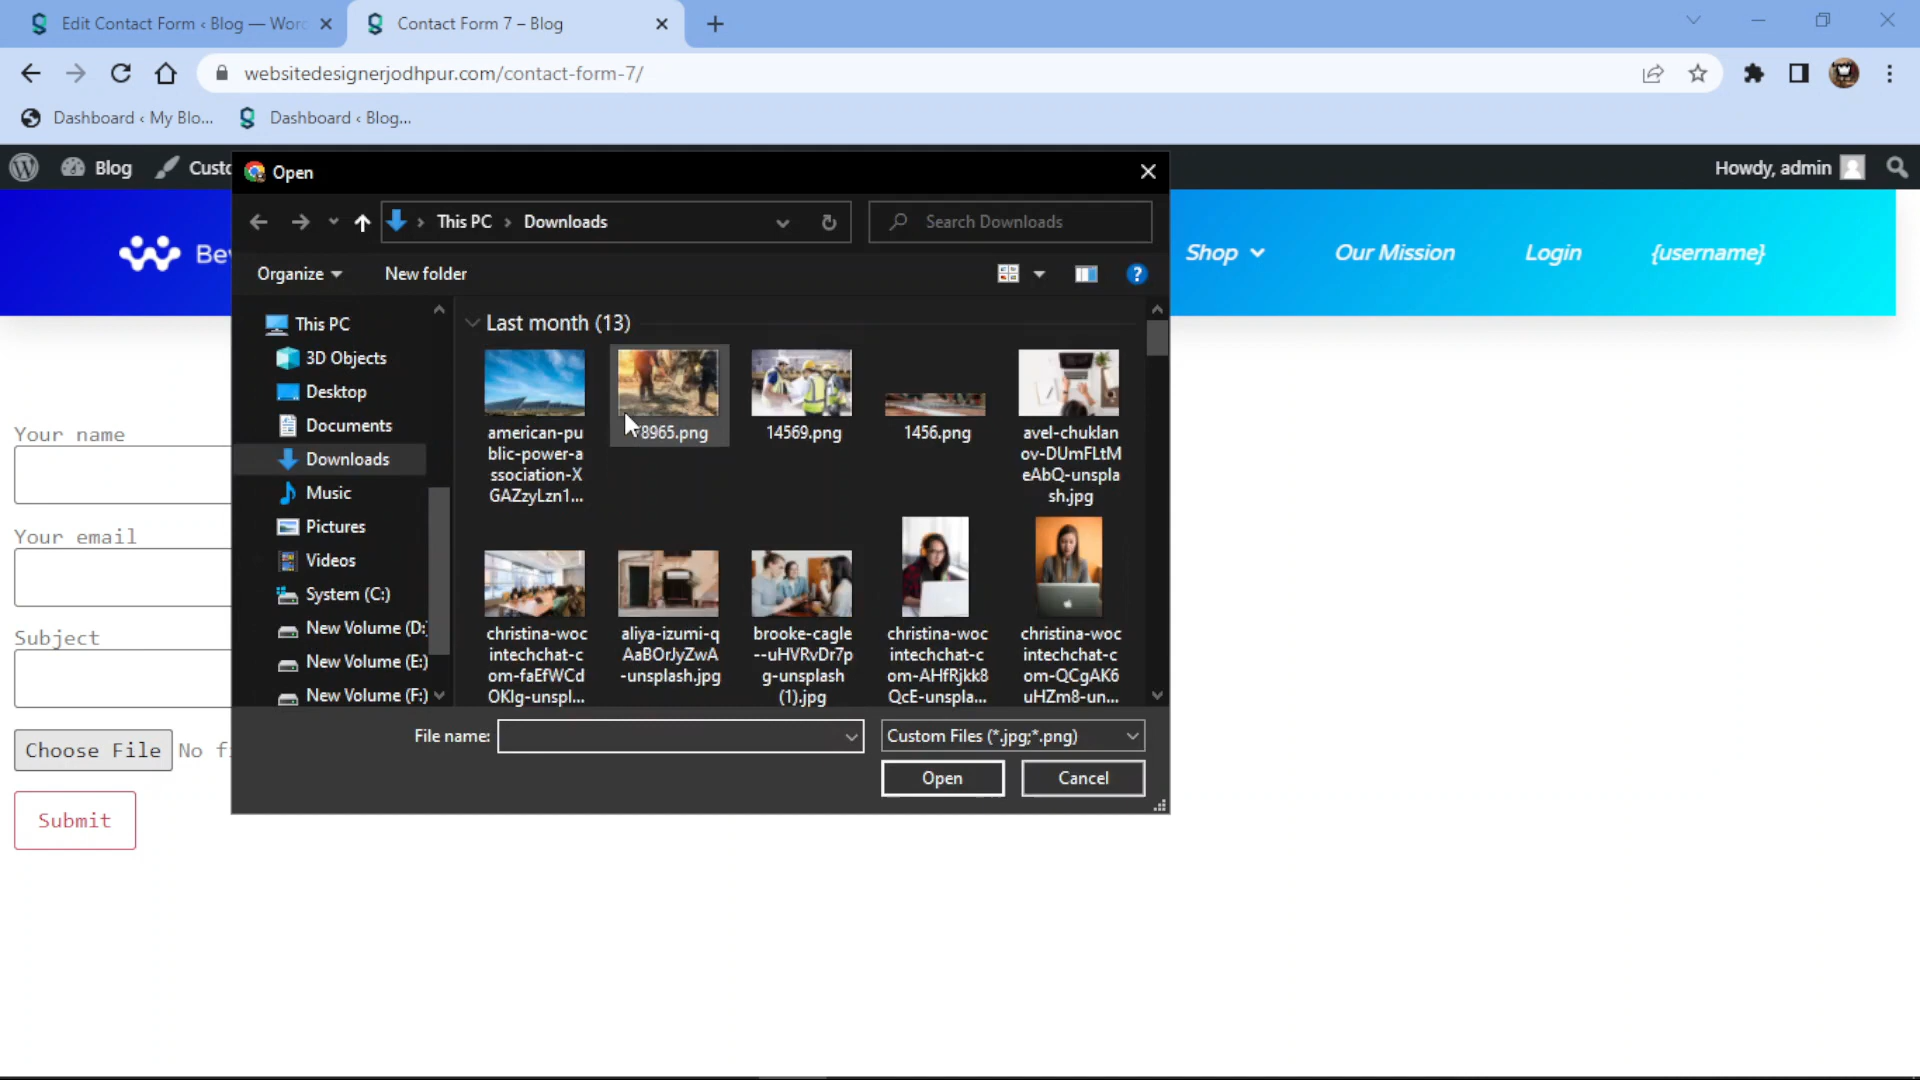 Edit Contact Form ‹ Blog — Word
Contact Form 7 – Blog
websitedesignerjodhpur.com/contact-form-7/
Dashboard ‹ My Blo...
Dashboard ‹ Blog...
Blog
Howdy, admin
Open
This PC
Downloads
Search Downloads
Shop
Our Mission
Login
{username}
Organize
New folder
Last month (13)
This PC
3D Objects
Desktop
Documents
Downloads
Music
Pictures
Videos
System (C:)
New Volume (D:
New Volume (E:)
New Volume (F:)
american-pu
blic-power-a
ssociation-X
GAZzyLzn1...
78965.png
14569.png
1456.png
avel-chuklan
ov-DUmFLtM
eAbQ-unspla
sh.jpg
christina-woc
intechchat-c
om-faEfWCd
OKIg-unspl...
aliya-izumi-q
AaBOrJyZwA
-unsplash.jpg
brooke-cagle
--uHVRvDr7p
g-unsplash
(1).jpg
christina-woc
intechchat-c
om-AHfRjkk8
QcE-unspla...
christina-woc
intechchat-c
om-QCgAK6
uHZm8-un...
File name:
Custom Files (*.jpg;*.png)
Open
Cancel
Your name
Your email
Subject
Choose File No fi
Submit